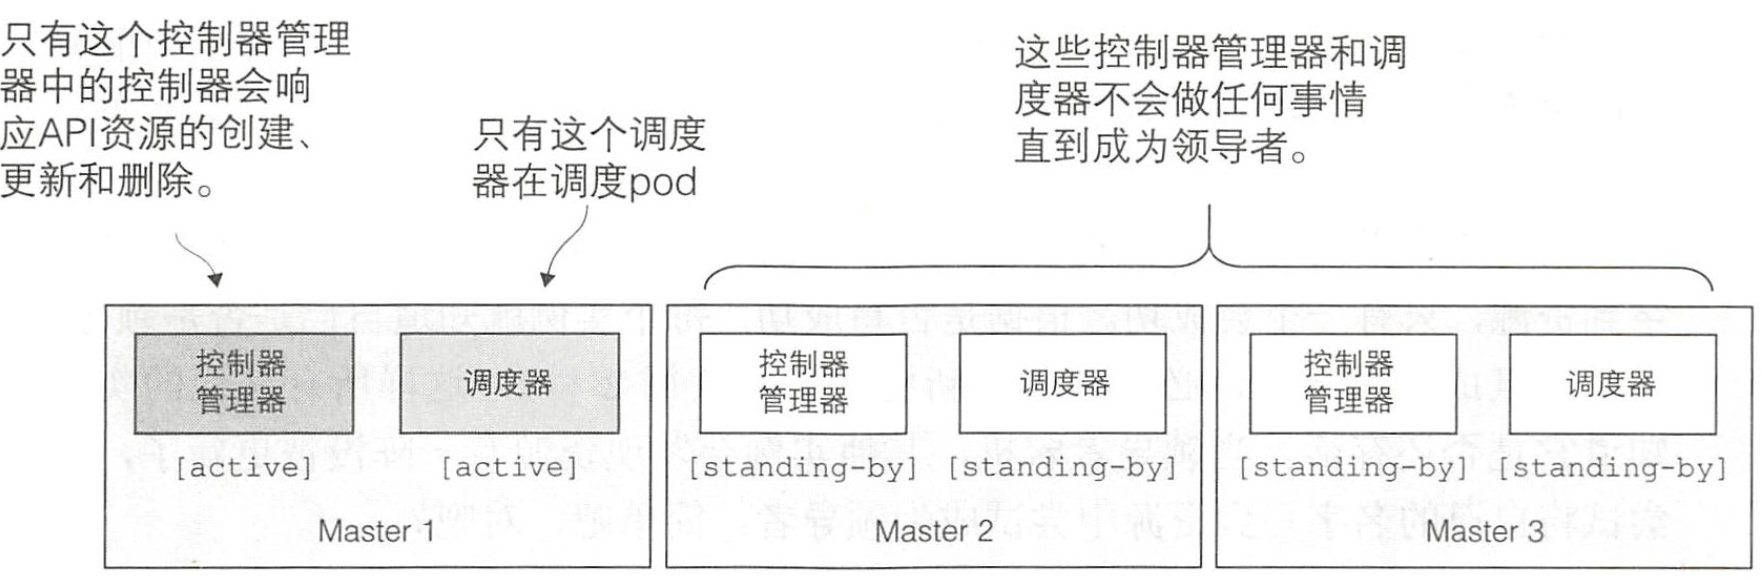 只有这个控制器管理
器中的控制器会响
应API资源的创建、
更新和删除。
只有这个调度
器在调度pod
这些控制器管理器和调
度器不会做任何事情
直到成为领导者。
控制器
管理器
调度器
控制器
管理器
调度器
控制器
管理器
调度器
[active]
[active]
[standing-by]
[standing-by]
[standing-by]
[standing-by]
Master 1
Master 2
Master 3